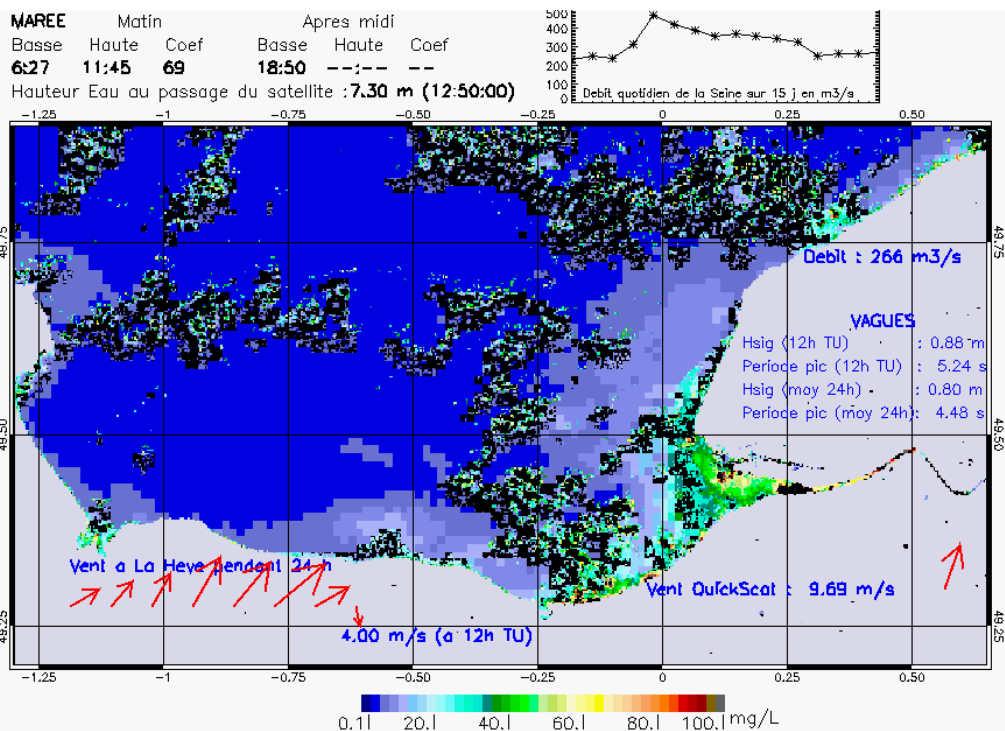 MAREE Matin Apres midi
Basse Haute Coef Basse Haute Coef
6:27 11:45 69 18:50 --:-- --
Hauteur Eau au passage du satellite : 7.30 m (12:50:00)
500
400
300
200
100
0
Debit quotidien de la Seine sur 15 j en m3/s
-1.25 -1 -0.75 -0.50 -0.25 0 0.25 0.50
49.75 49.75
Debit : 266 m3/s
VAGUES
Hsig (12h TU) : 0.88 m
Periode pic (12h TU) : 5.24 s
Hsig (moy 24h) - : 0.80 m
Periode pic (moy 24h): 4.48 s
49.50 49.50
Vent a La Heve pendant 24 h
Vent QuickScat : 9.69 m/s
4.00 m/s (a 12h TU)
49.25 49.25
-1.25 -1 -0.75 -0.50 -0.25 0 0.25 0.50
0.1 20.1 40.1 60.1 80.1 100.1 mg/L